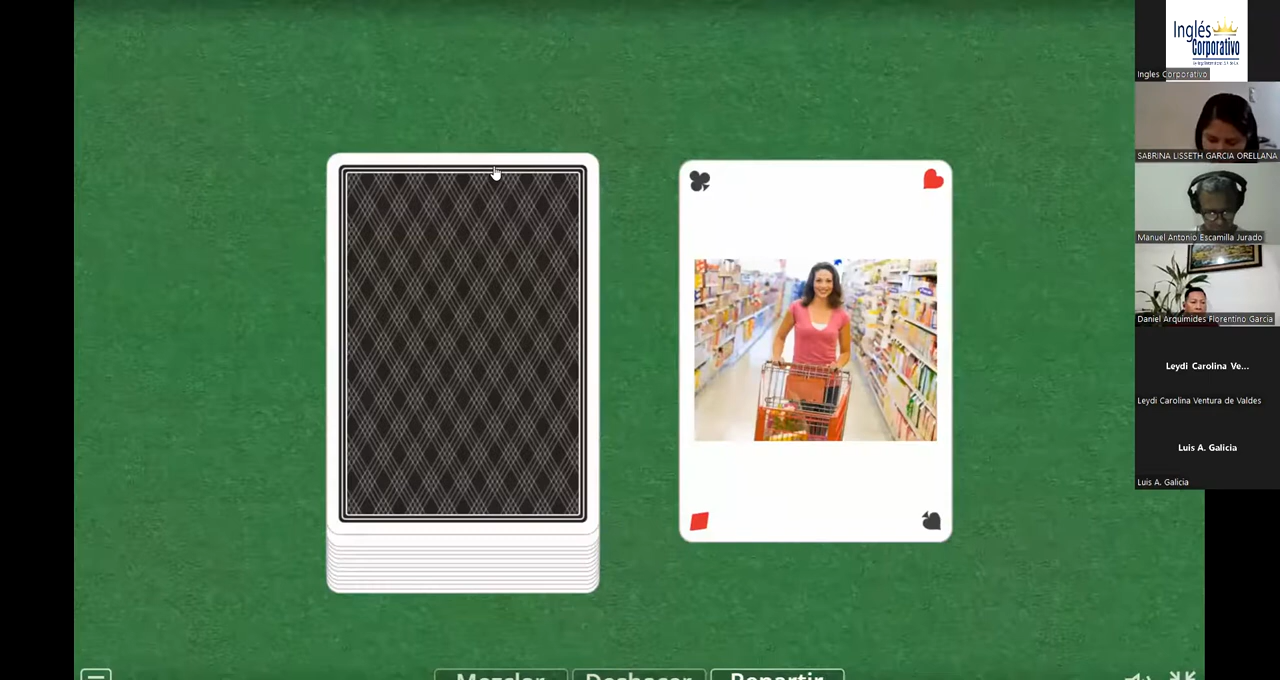 Inglés
Corporativo
Ingles Corporativo
SABRINA LISSETH GARCIA ORELLANA
Manuel Antonio Escamilla Jurado
Daniel Arquimides Florentino Garcia
Leydi Carolina Ve...
Leydi Carolina Ventura de Valdes
Luis A. Galicia
Luis A. Galicia
Mezclar
Deshacer
Repartir